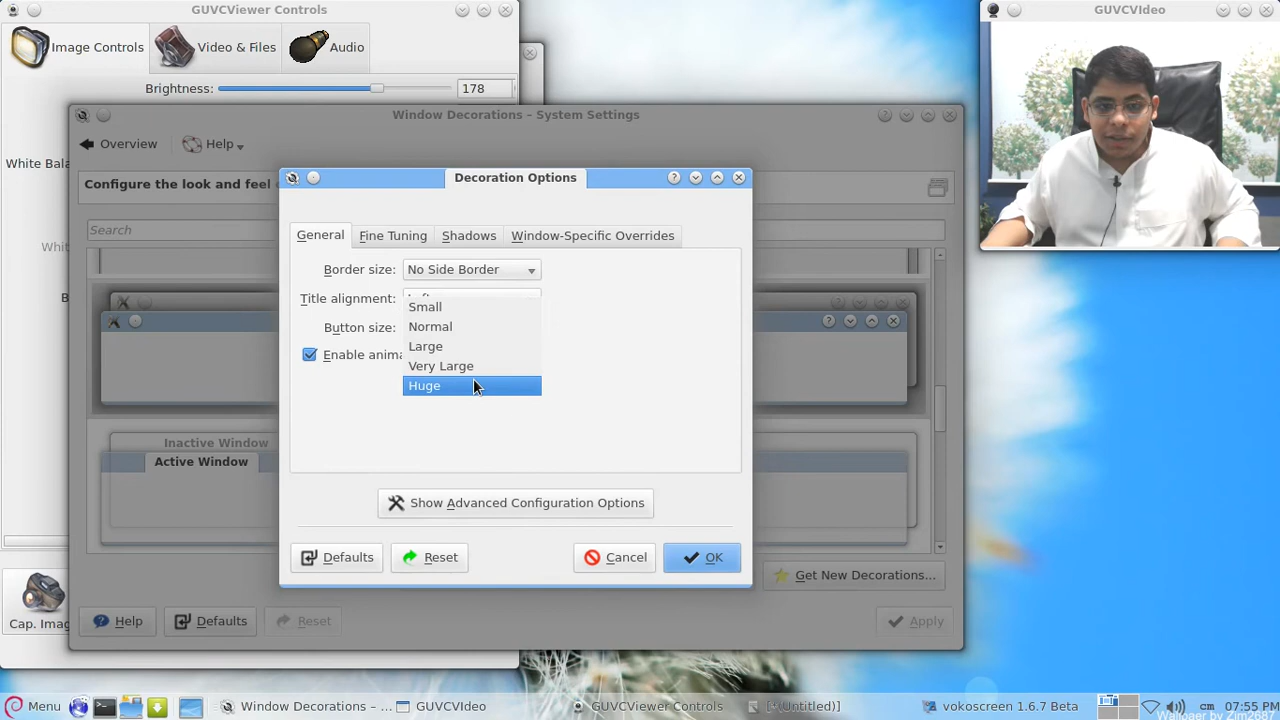 GUVCViewer Controls
GUVCVIdeo
Image Controls
Video & Files
Audio
Brightness:
178
Window Decorations – System Settings
Overview
Help
White Bala
Configure the look and feel
Decoration Options
Search
General
Fine Tuning
Shadows
Window-Specific Overrides
Border size:
No Side Border
Title alignment:
Small
Button size:
Normal
Enable anima
Large
Very Large
Huge
Inactive Window
Active Window
Show Advanced Configuration Options
Defaults
Reset
Cancel
OK
Get New Decorations...
Cap. Imag
Help
Defaults
Reset
Apply
Menu
Window Decorations – ...
GUVCVIdeo
GUVCViewer Controls
[*(Untitled)]
vokoscreen 1.6.7 Beta
cm
07:55 PM